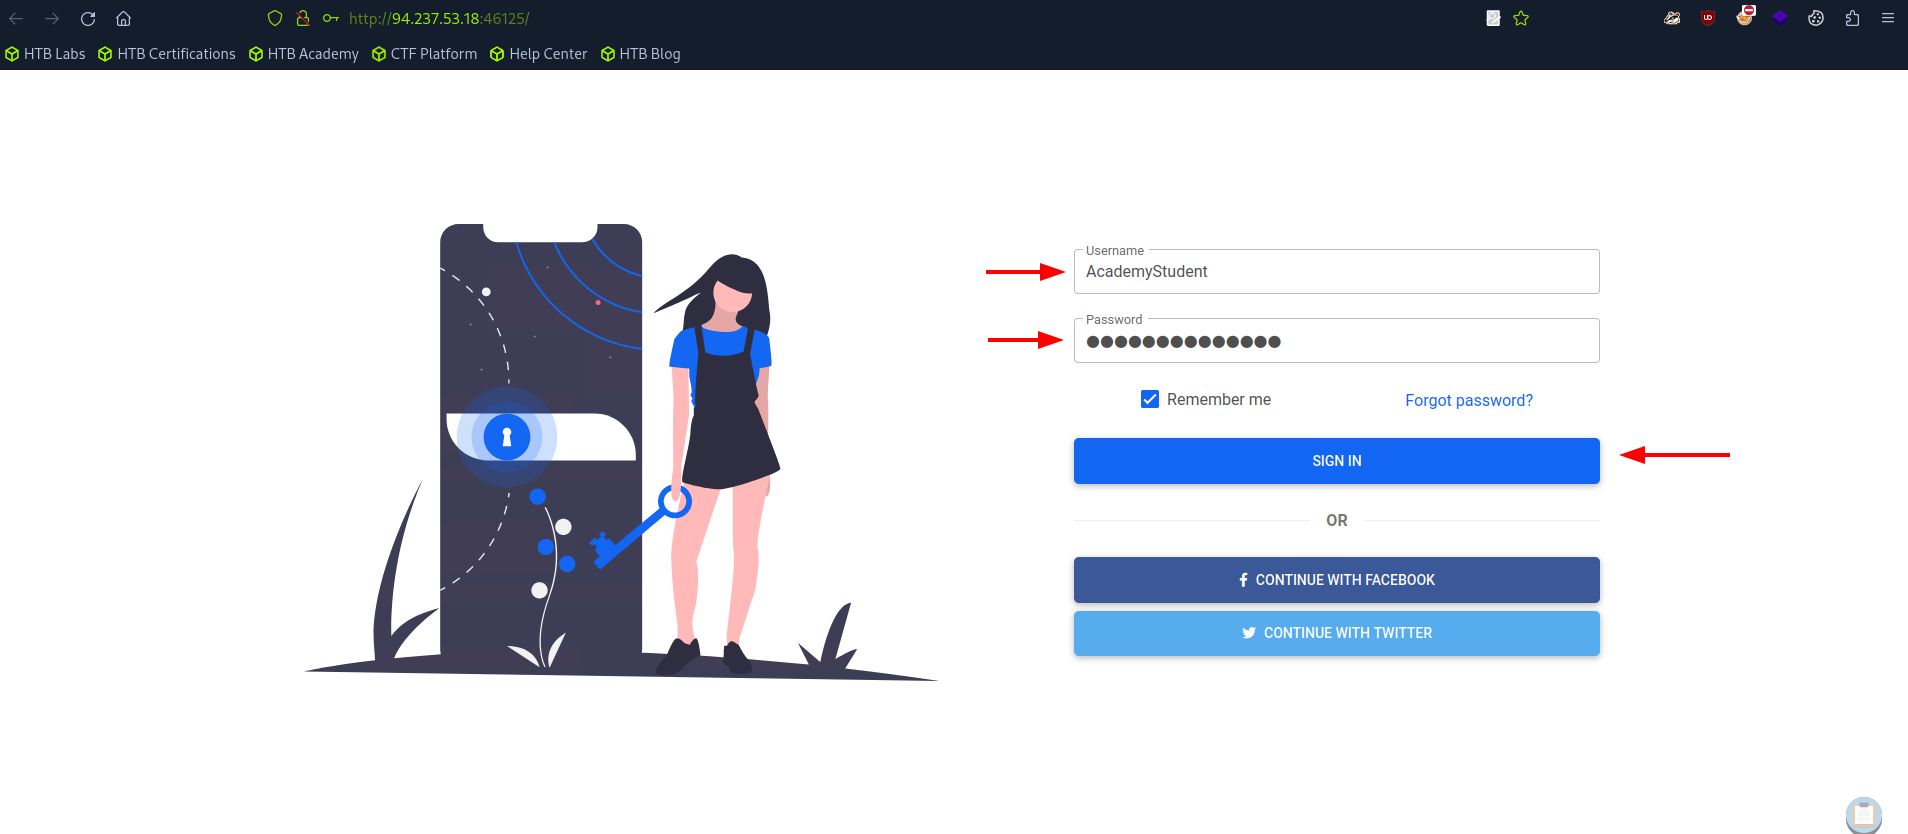 http://94.237.53.18:46125/
HTB Labs HTB Certifications HTB Academy CTF Platform Help Center HTB Blog
Username
AcademyStudent
Password
Remember me Forgot password?
SIGN IN
OR
CONTINUE WITH FACEBOOK
CONTINUE WITH TWITTER